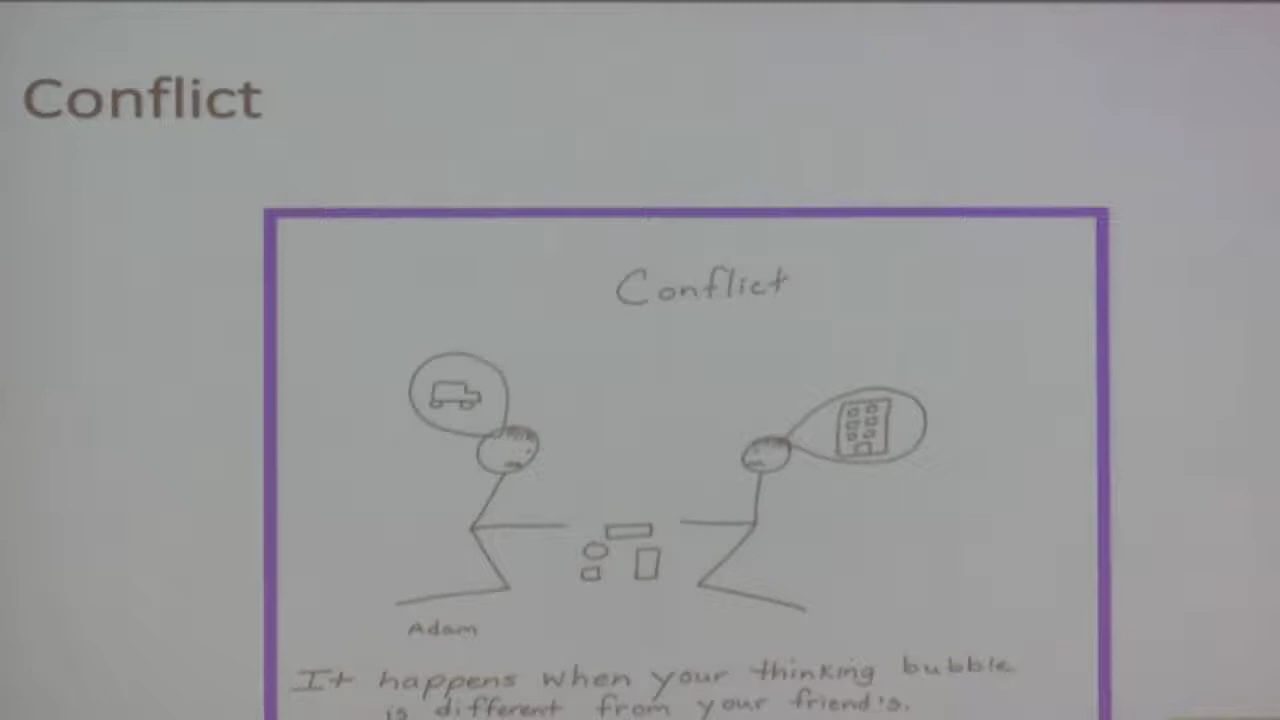 Conflict
Conflict
Adam
It happens when your thinking bubble
is different from your friend's.